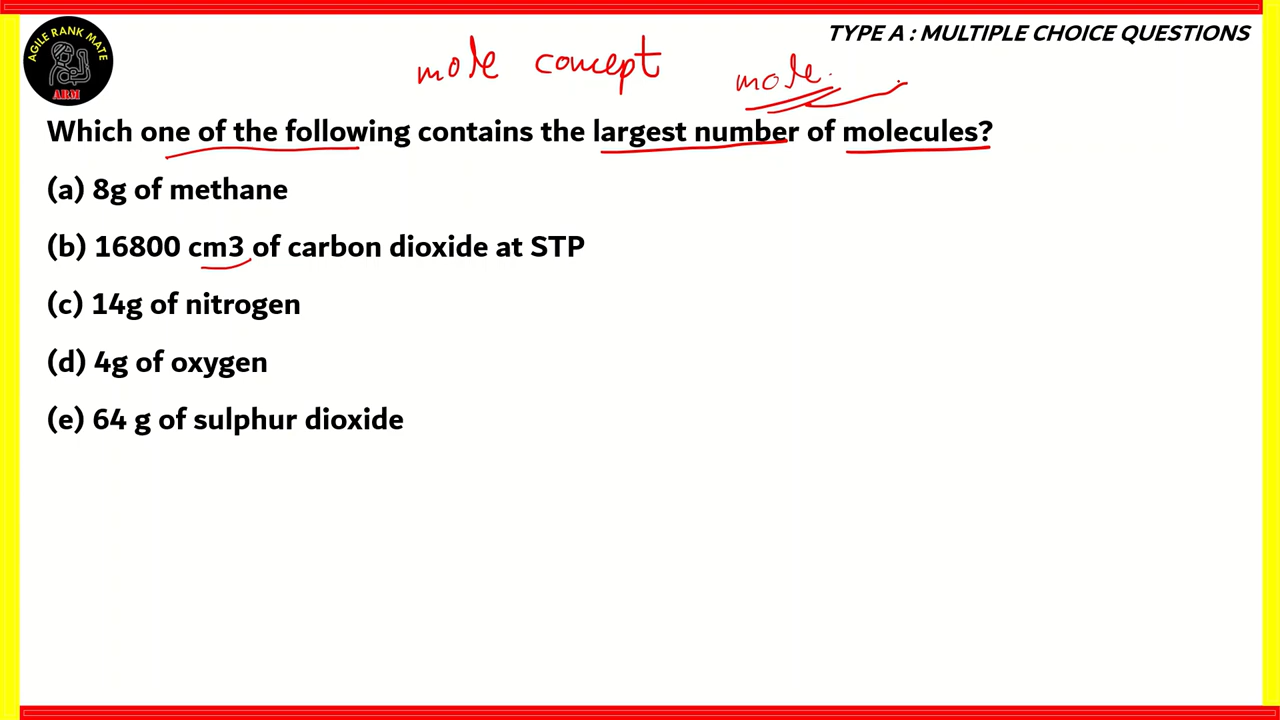 AGILE RANK MATE
ARM
TYPE A : MULTIPLE CHOICE QUESTIONS
mole concept
mole.
Which one of the following contains the largest number of molecules?
(a) 8g of methane
(b) 16800 cm3 of carbon dioxide at STP
(c) 14g of nitrogen
(d) 4g of oxygen
(e) 64 g of sulphur dioxide